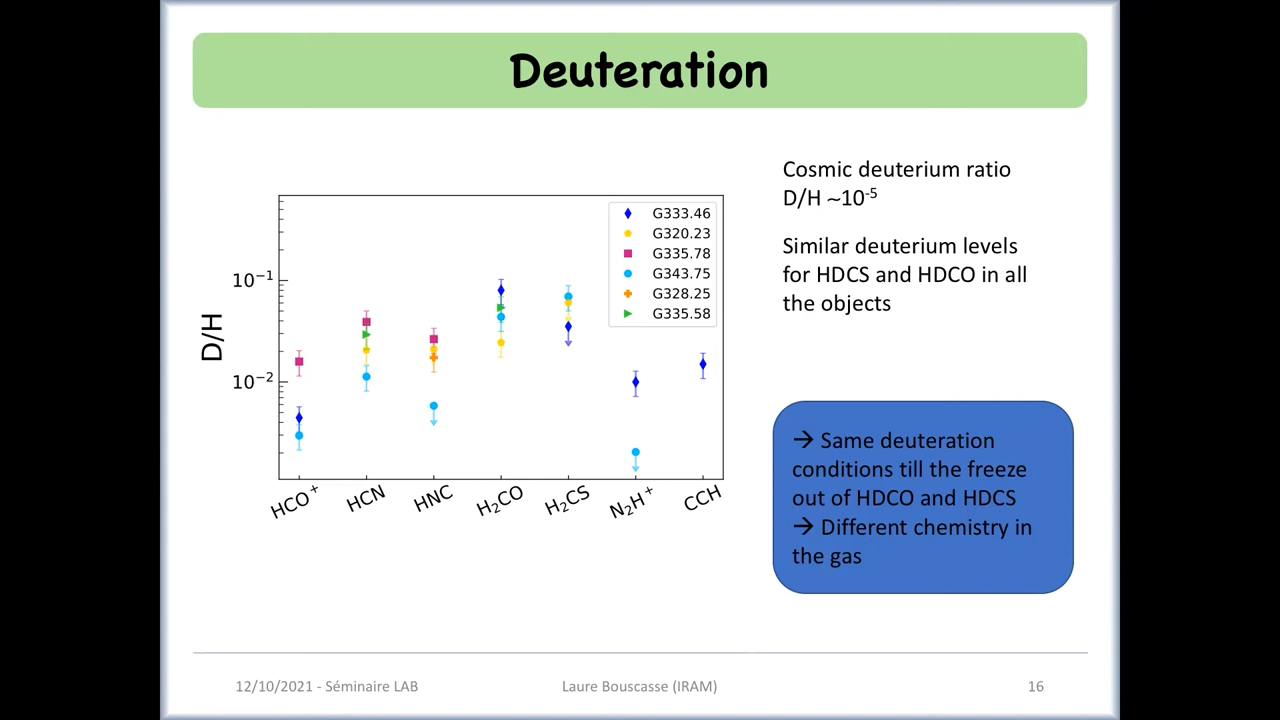 Deuteration
Cosmic deuterium ratio
D/H ~10⁻⁵
Similar deuterium levels
for HDCS and HDCO in all
the objects
D/H
10⁻¹
10⁻²
G333.46
G320.23
G335.78
G343.75
G328.25
G335.58
HCO⁺
HCN
HNC
H₂CO
H₂CS
N₂H⁺
CCH
→ Same deuteration
conditions till the freeze
out of HDCO and HDCS
→ Different chemistry in
the gas
12/10/2021 - Séminaire LAB
Laure Bouscasse (IRAM)
16